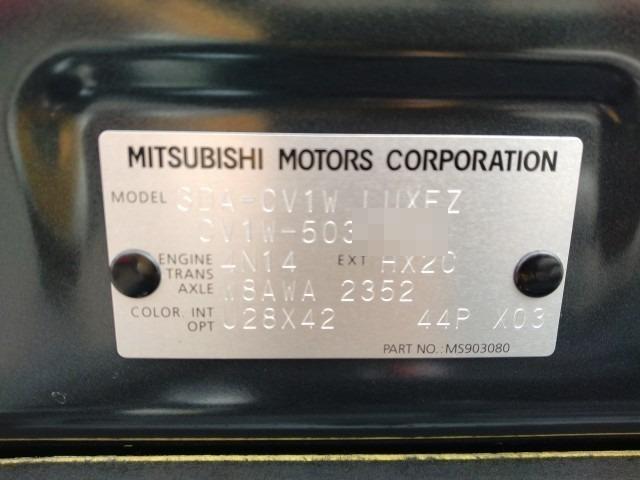 MITSUBISHI MOTORS CORPORATION
MODEL 3DA-CV1W LUXFZ
CV1W-503
ENGINE 4N14 EXT HX20
TRANS
AXLE W8AWA 2352
COLOR. INT U28X42 44P X03
OPT
PART NO.:MS903080